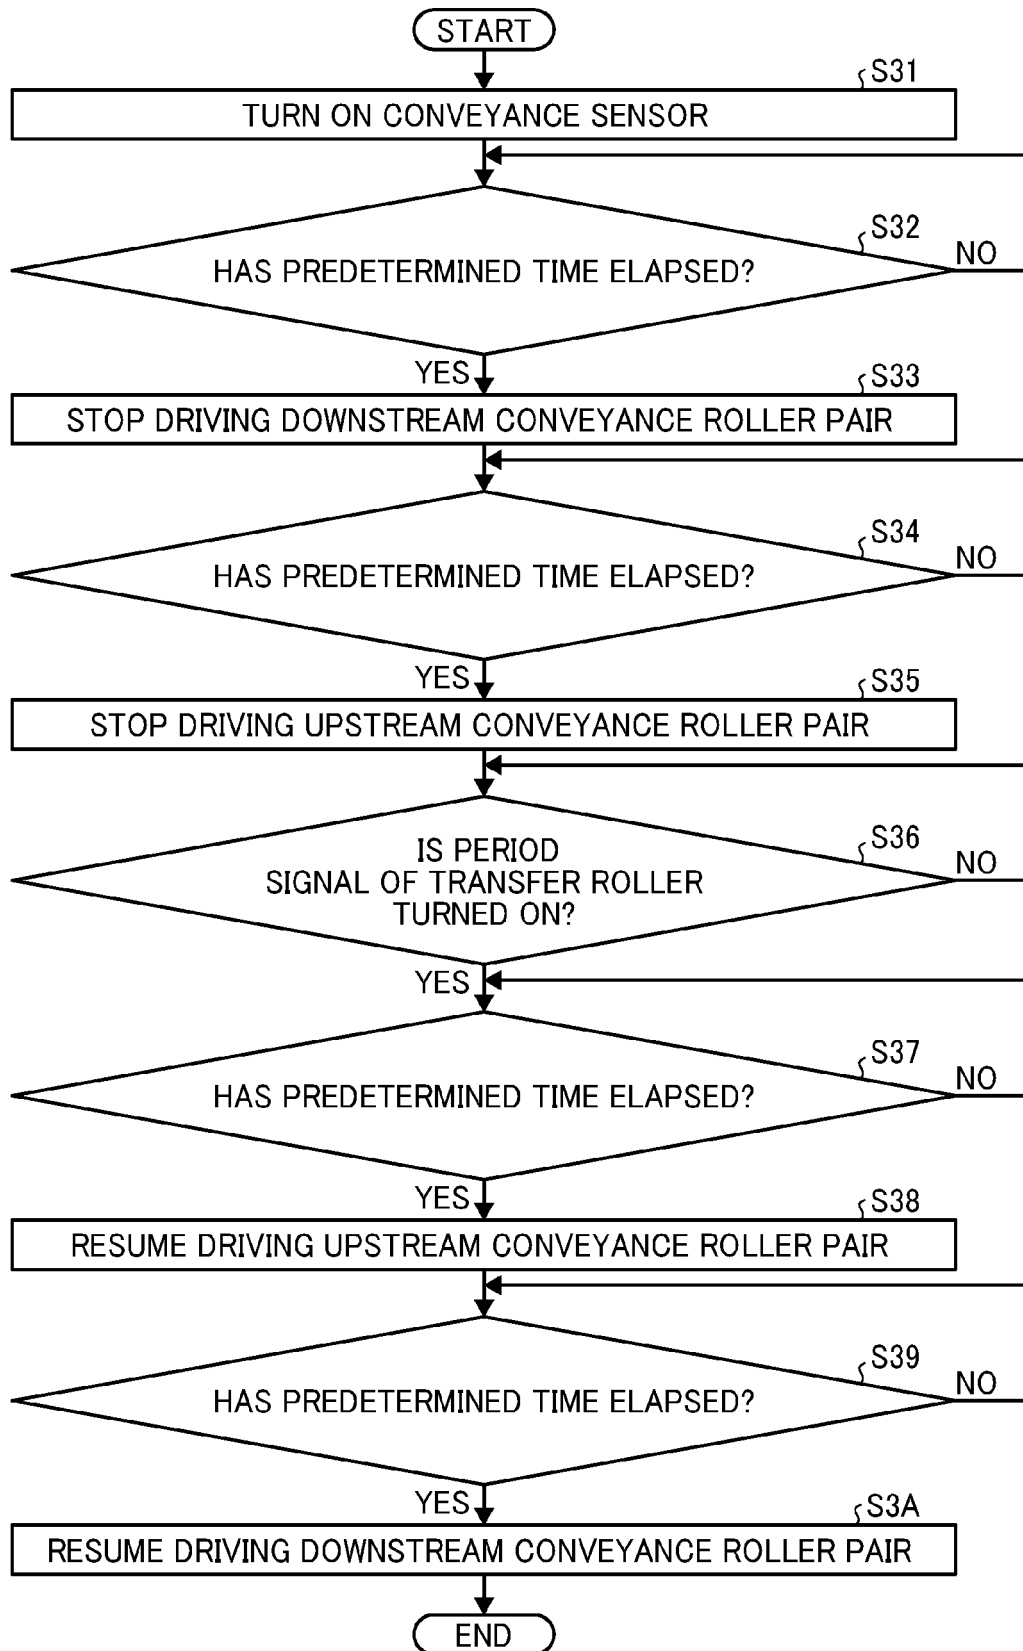 START
S31
TURN ON CONVEYANCE SENSOR
S32
HAS PREDETERMINED TIME ELAPSED?
NO
YES
S33
STOP DRIVING DOWNSTREAM CONVEYANCE ROLLER PAIR
S34
HAS PREDETERMINED TIME ELAPSED?
NO
YES
S35
STOP DRIVING UPSTREAM CONVEYANCE ROLLER PAIR
S36
IS PERIOD
SIGNAL OF TRANSFER ROLLER
TURNED ON?
NO
YES
S37
HAS PREDETERMINED TIME ELAPSED?
NO
YES
S38
RESUME DRIVING UPSTREAM CONVEYANCE ROLLER PAIR
S39
HAS PREDETERMINED TIME ELAPSED?
NO
YES
S3A
RESUME DRIVING DOWNSTREAM CONVEYANCE ROLLER PAIR
END